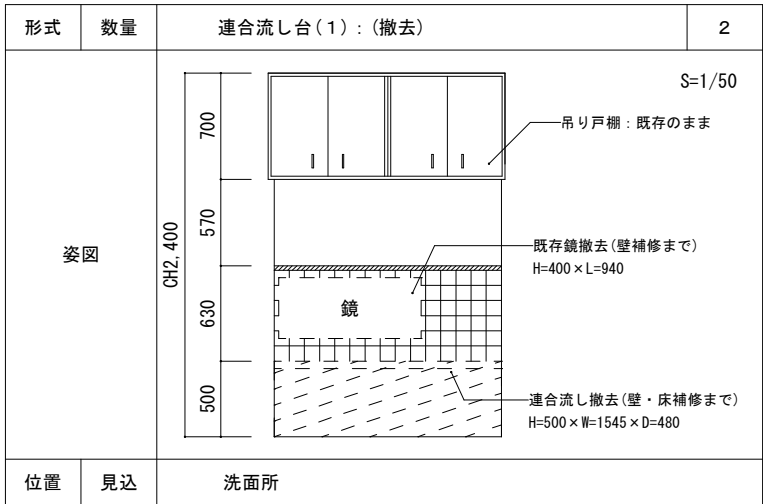 形式 数量 連合流し台(1):(撤去) 2
姿図
S=1/50
CH2,400
700
570
630
500
吊り戸棚:既存のまま
既存鏡撤去(壁補修まで)
H=400×L=940
鏡
連合流し撤去(壁・床補修まで)
H=500×W=1545×D=480
位置 見込 洗面所